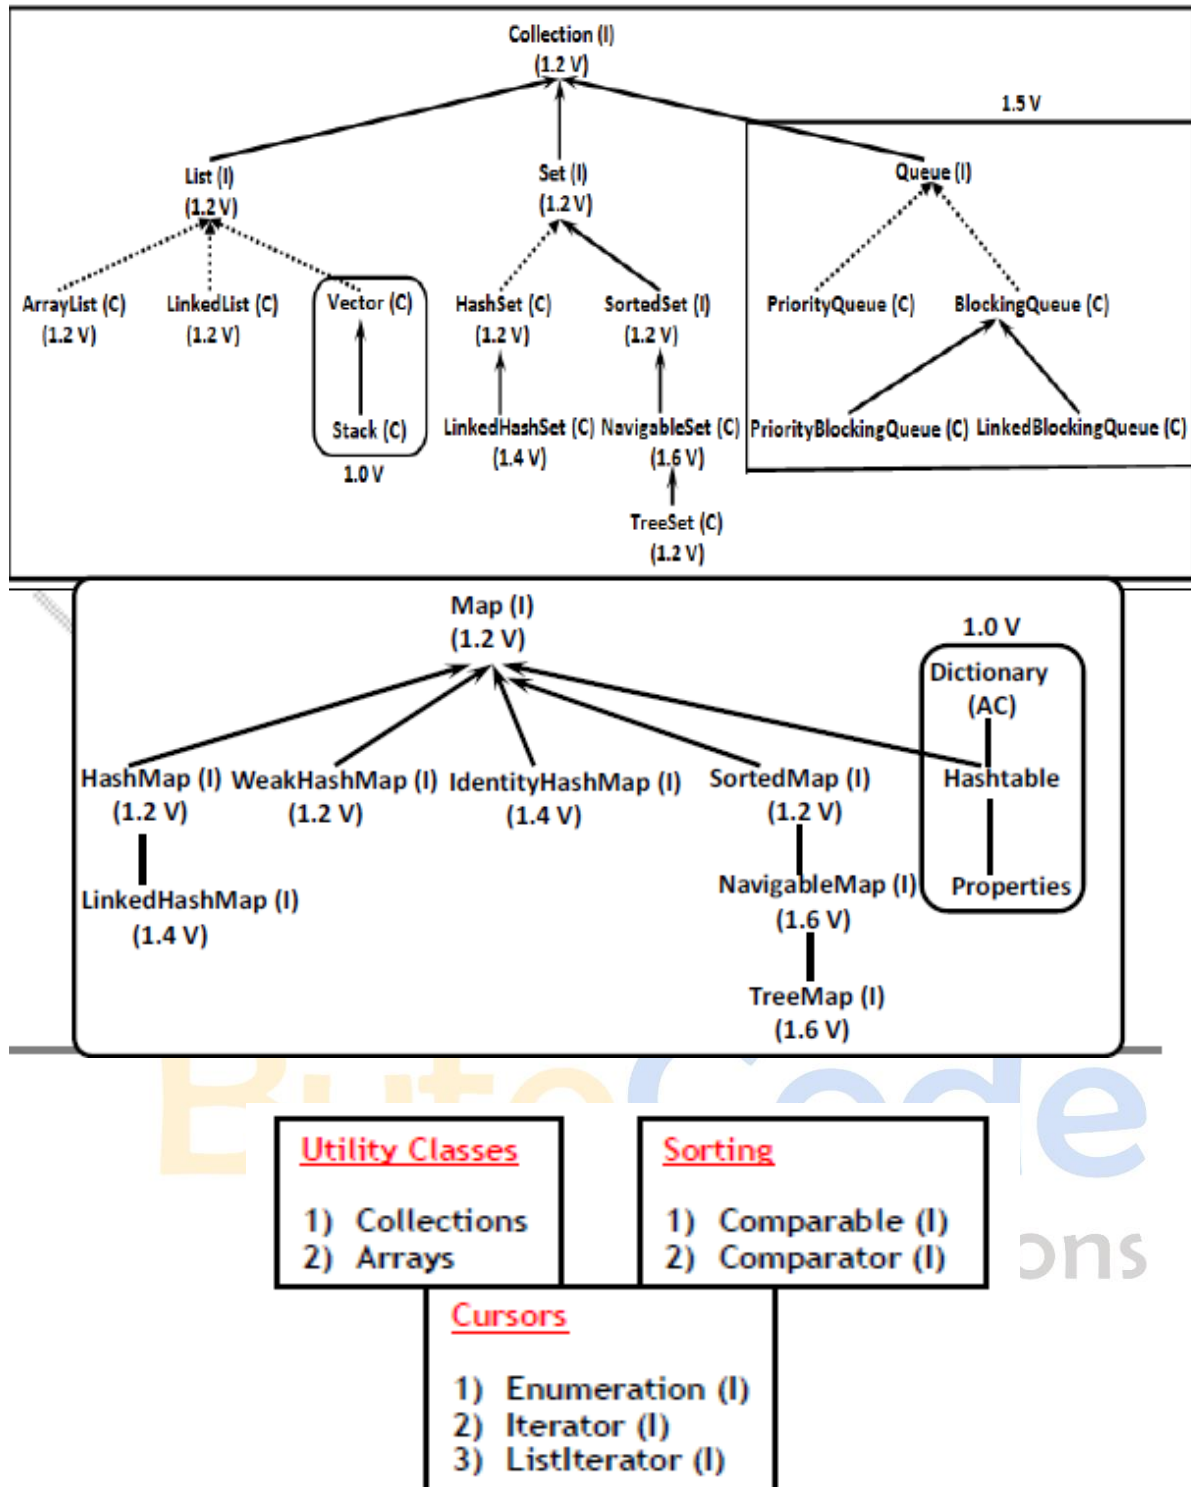 Collection (I)
(1.2 V)
1.5 V
List (I)
(1.2 V)
Set (I)
(1.2 V)
Queue (I)
ArrayList (C)
(1.2 V)
LinkedList (C)
(1.2 V)
Vector (C)
HashSet (C)
(1.2 V)
SortedSet (I)
(1.2 V)
PriorityQueue (C)
BlockingQueue (C)
Stack (C)
1.0 V
LinkedHashSet (C)
(1.4 V)
NavigableSet (C)
(1.6 V)
PriorityBlockingQueue (C)
LinkedBlockingQueue (C)
TreeSet (C)
(1.2 V)
Map (I)
(1.2 V)
1.0 V
Dictionary
(AC)
HashMap (I)
(1.2 V)
WeakHashMap (I)
(1.2 V)
IdentityHashMap (I)
(1.4 V)
SortedMap (I)
(1.2 V)
Hashtable
LinkedHashMap (I)
(1.4 V)
NavigableMap (I)
(1.6 V)
Properties
TreeMap (I)
(1.6 V)
Utility Classes
1) Collections
2) Arrays
Sorting
1) Comparable (I)
2) Comparator (I)
ons
Cursors
1) Enumeration (I)
2) Iterator (I)
3) ListIterator (I)